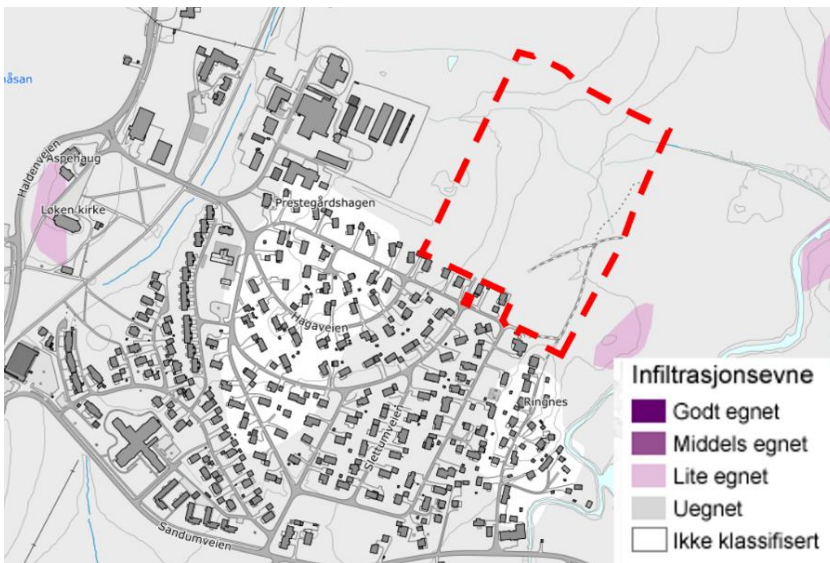 åsan
Haldenveien
Aspehaug
Løken kirke
Prestegårdshagen
Hagaveien
Slettumveien
Ringnes
Sandumveien
Infiltrasjonsevne
Godt egnet
Middels egnet
Lite egnet
Uegnet
Ikke klassifisert